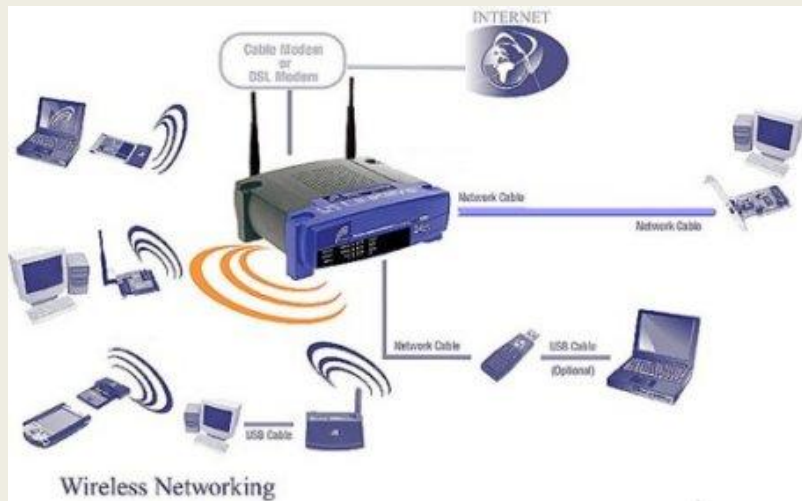 INTERNET
Cable Modem
or
DSL Modem
Network Cable
Network Cable
Network Cable
USB Cable
(Optional)
USB Cable
Wireless Networking